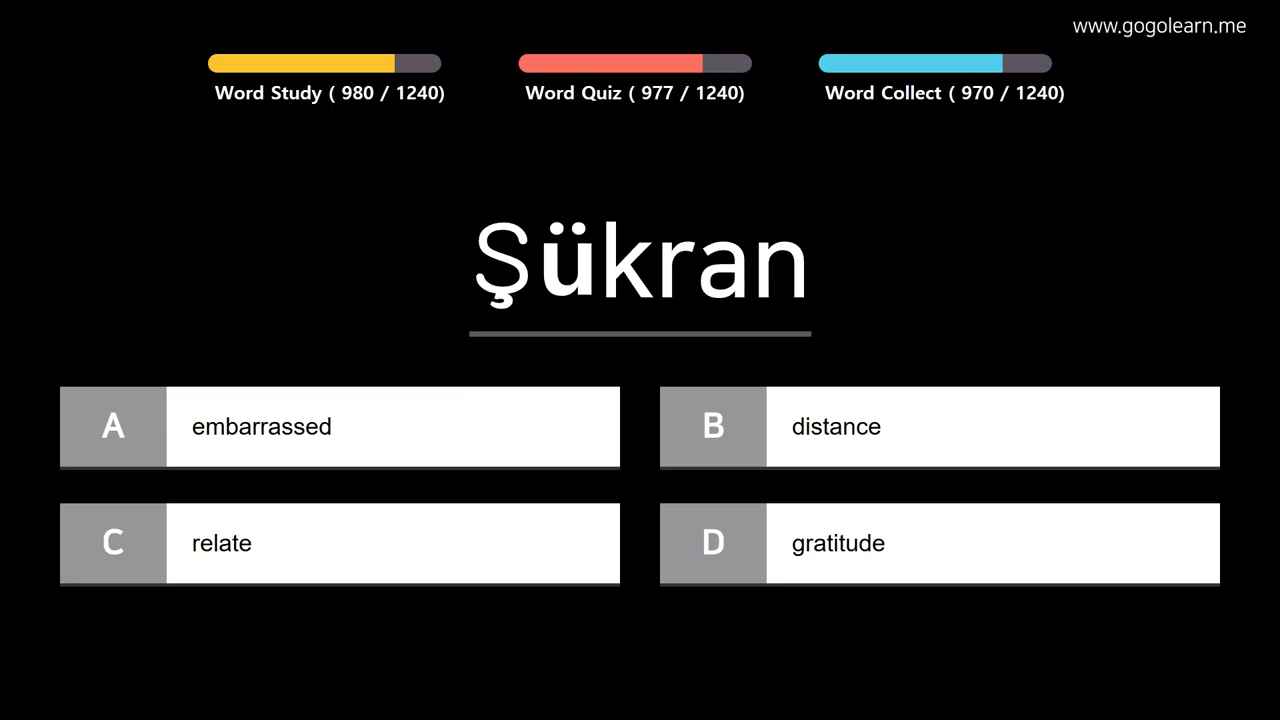 www.gogolearn.me
Word Study ( 980 / 1240)
Word Quiz ( 977 / 1240)
Word Collect ( 970 / 1240)
Şükran
A embarrassed
B distance
C relate
D gratitude